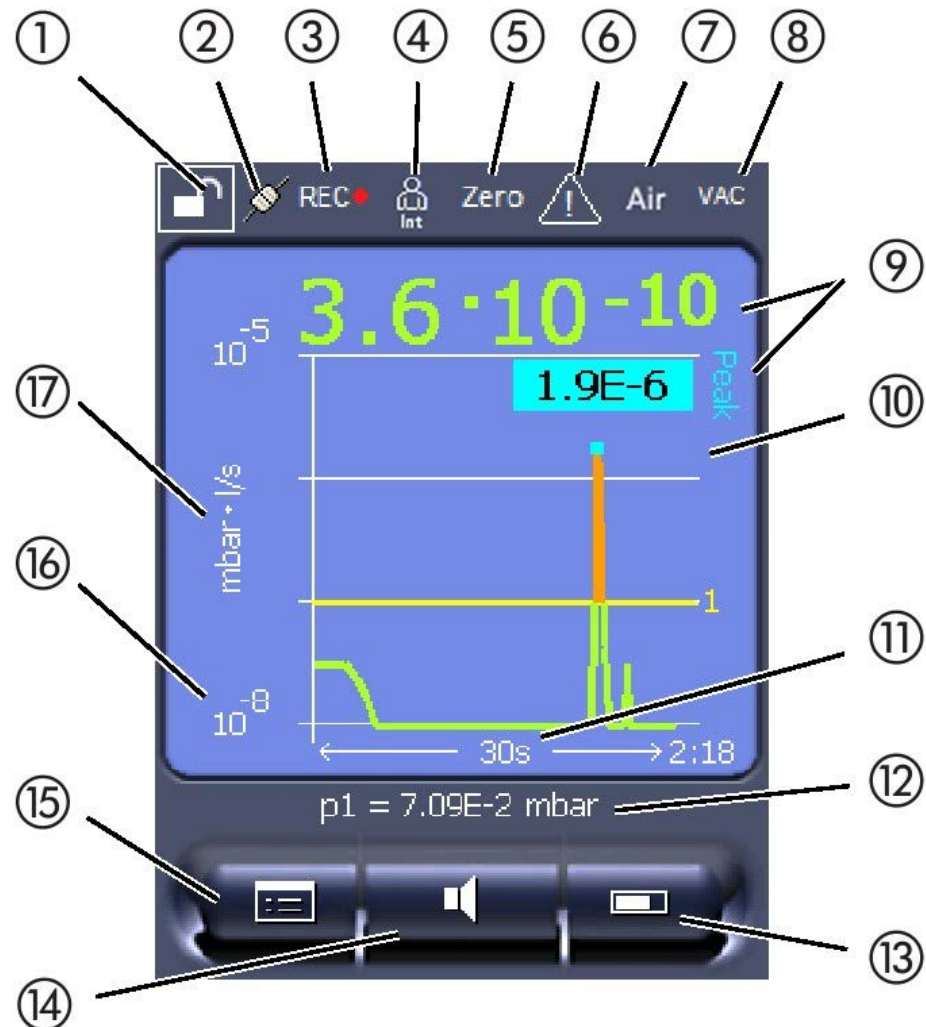 ① ② ③ ④ ⑤ ⑥ ⑦ ⑧
REC Int Zero ! Air VAC
⑨
3.6 ·10 -10
10 -5
Peak
1.9E-6
⑩
⑰
mbar • l/s
⑯
1
⑪
10 -8
30s 2:18
⑫
p1 = 7.09E-2 mbar
⑮
⑬
⑭